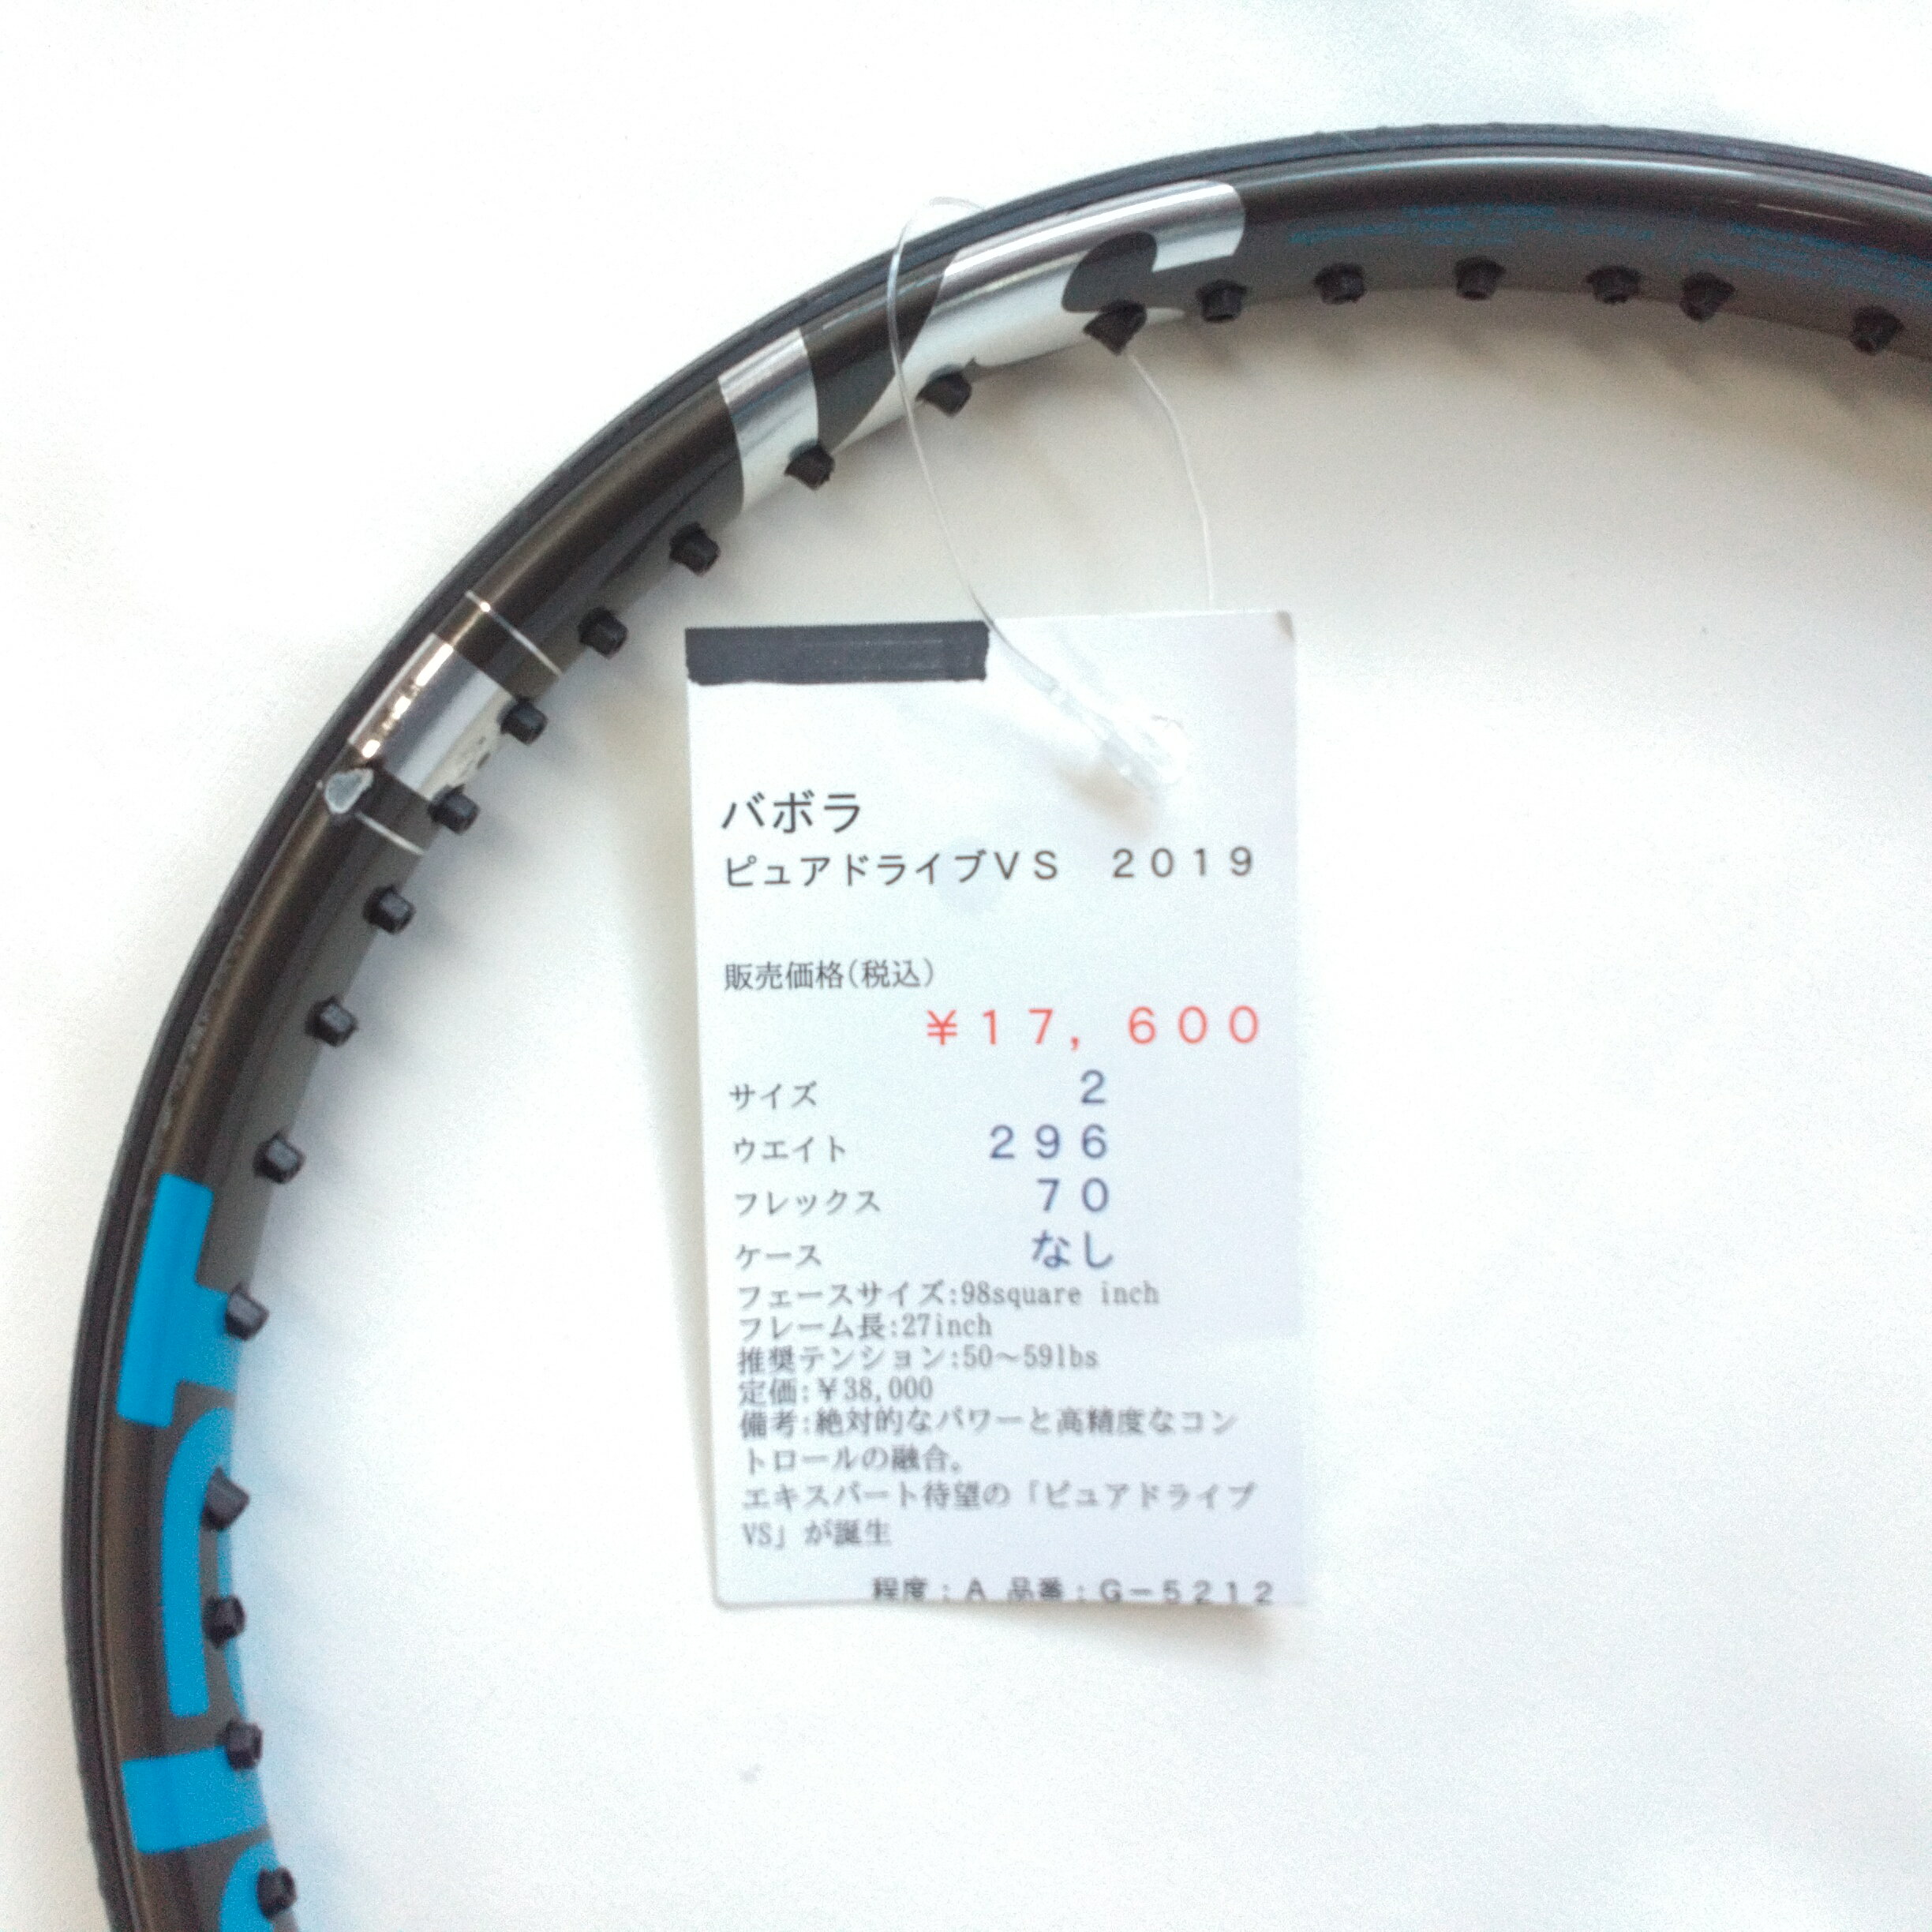 バボラ
ピュアドライブVS 2019
販売価格(税込)
¥17,600
サイズ 2
ウエイト 296
フレックス 70
ケース なし
フェースサイズ:98square inch
フレーム長:27inch
推奨テンション:50～59lbs
定価:¥38,000
備考:絶対的なパワーと高精度なコン
トロールの融合。
エキスパート待望の「ピュアドライブ
VS」が誕生
程度:A 品番:G-5212